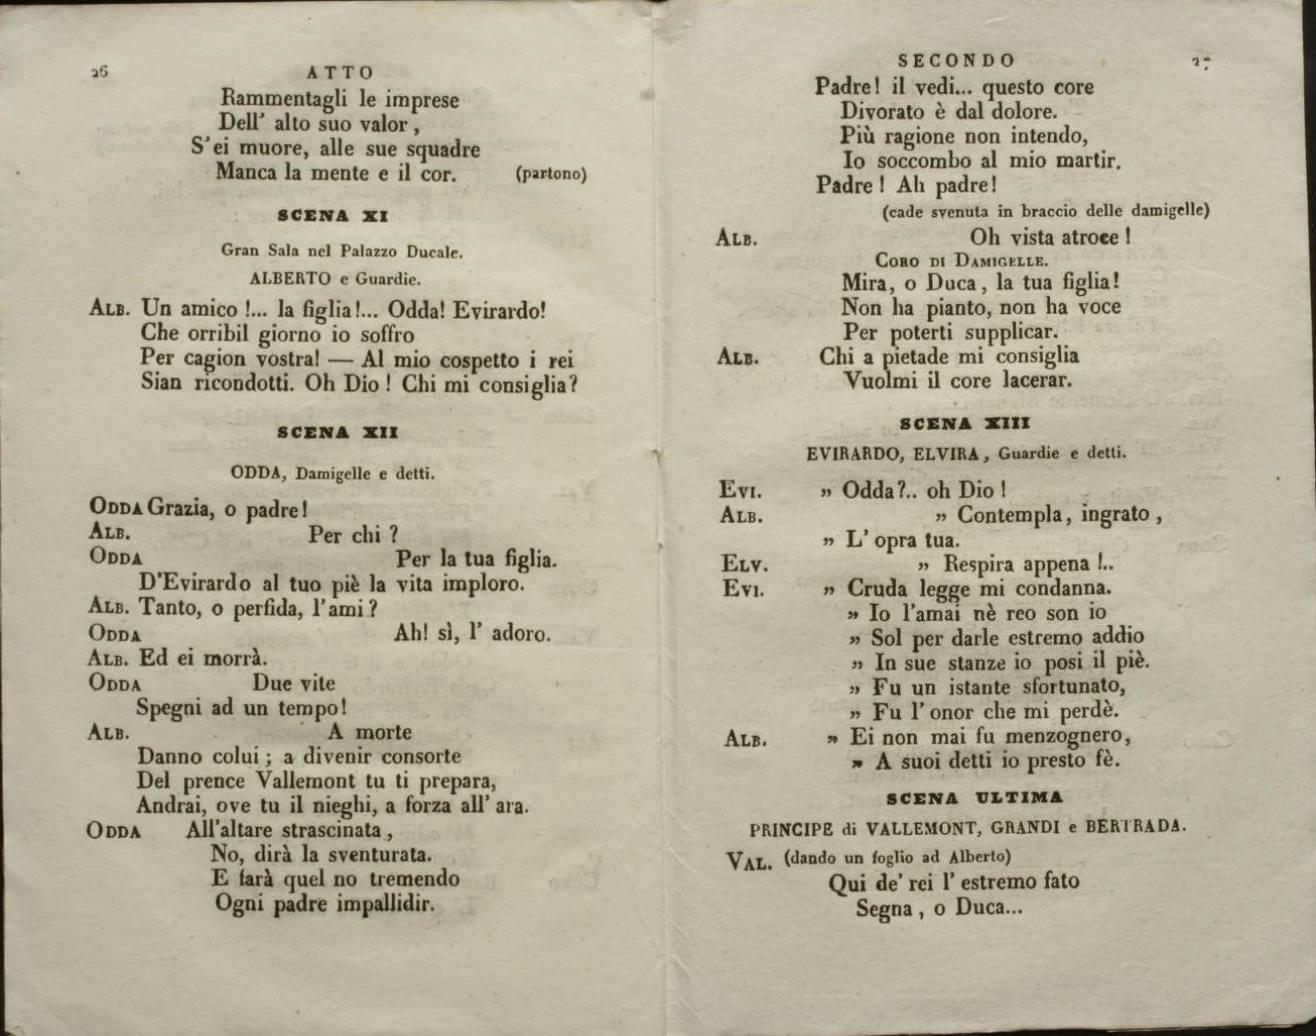 26
ATTO
Rammentagli le imprese
Dell' alto suo valor,
S'ei muore, alle sue squadre
Manca la mente e il cor. (partono)
SCENA XI
Gran Sala nel Palazzo Ducale.
ALBERTO e Guardie.
ALB. Un amico!... la figlia!... Odda! Evirardo!
Che orribil giorno io soffro
Per cagion vostra! — Al mio cospetto i rei
Sian ricondotti. Oh Dio! Chi mi consiglia?
SCENA XII
ODDA, Damigelle e detti.
ODDA Grazia, o padre!
ALB. Per chi?
ODDA Per la tua figlia.
D'Evirardo al tuo piè la vita imploro.
ALB. Tanto, o perfida, l'ami?
ODDA Ah! sì, l' adoro.
ALB. Ed ei morrà.
ODDA Due vite
Spegni ad un tempo!
ALB. A morte
Danno colui; a divenir consorte
Del prence Vallemont tu ti prepara,
Andrai, ove tu il nieghi, a forza all' ara.
ODDA All'altare strascinata,
No, dirà la sventurata.
E farà quel no tremendo
Ogni padre impallidir.
SECONDO
27
Padre! il vedi... questo core
Divorato è dal dolore.
Più ragione non intendo,
Io soccombo al mio martir.
Padre! Ah padre!
(cade svenuta in braccio delle damigelle)
ALB. Oh vista atroce!
CORO DI DAMIGELLE.
Mira, o Duca, la tua figlia!
Non ha pianto, non ha voce
Per poterti supplicar.
ALB. Chi a pietade mi consiglia
Vuolmi il core lacerar.
SCENA XIII
EVIRARDO, ELVIRA, Guardie e detti.
EVI. „ Odda?.. oh Dio!
ALB. „ Contempla, ingrato,
„ L' opra tua.
ELV. „ Respira appena!..
EVI. „ Cruda legge mi condanna.
„ Io l'amai nè reo son io
„ Sol per darle estremo addio
„ In sue stanze io posi il piè.
„ Fu un istante sfortunato,
„ Fu l' onor che mi perdè.
ALB. „ Ei non mai fu menzognero,
„ A suoi detti io presto fè.
SCENA ULTIMA
PRINCIPE di VALLEMONT, GRANDI e BERTRADA.
VAL. (dando un foglio ad Alberto)
Qui de' rei l' estremo fato
Segna, o Duca...